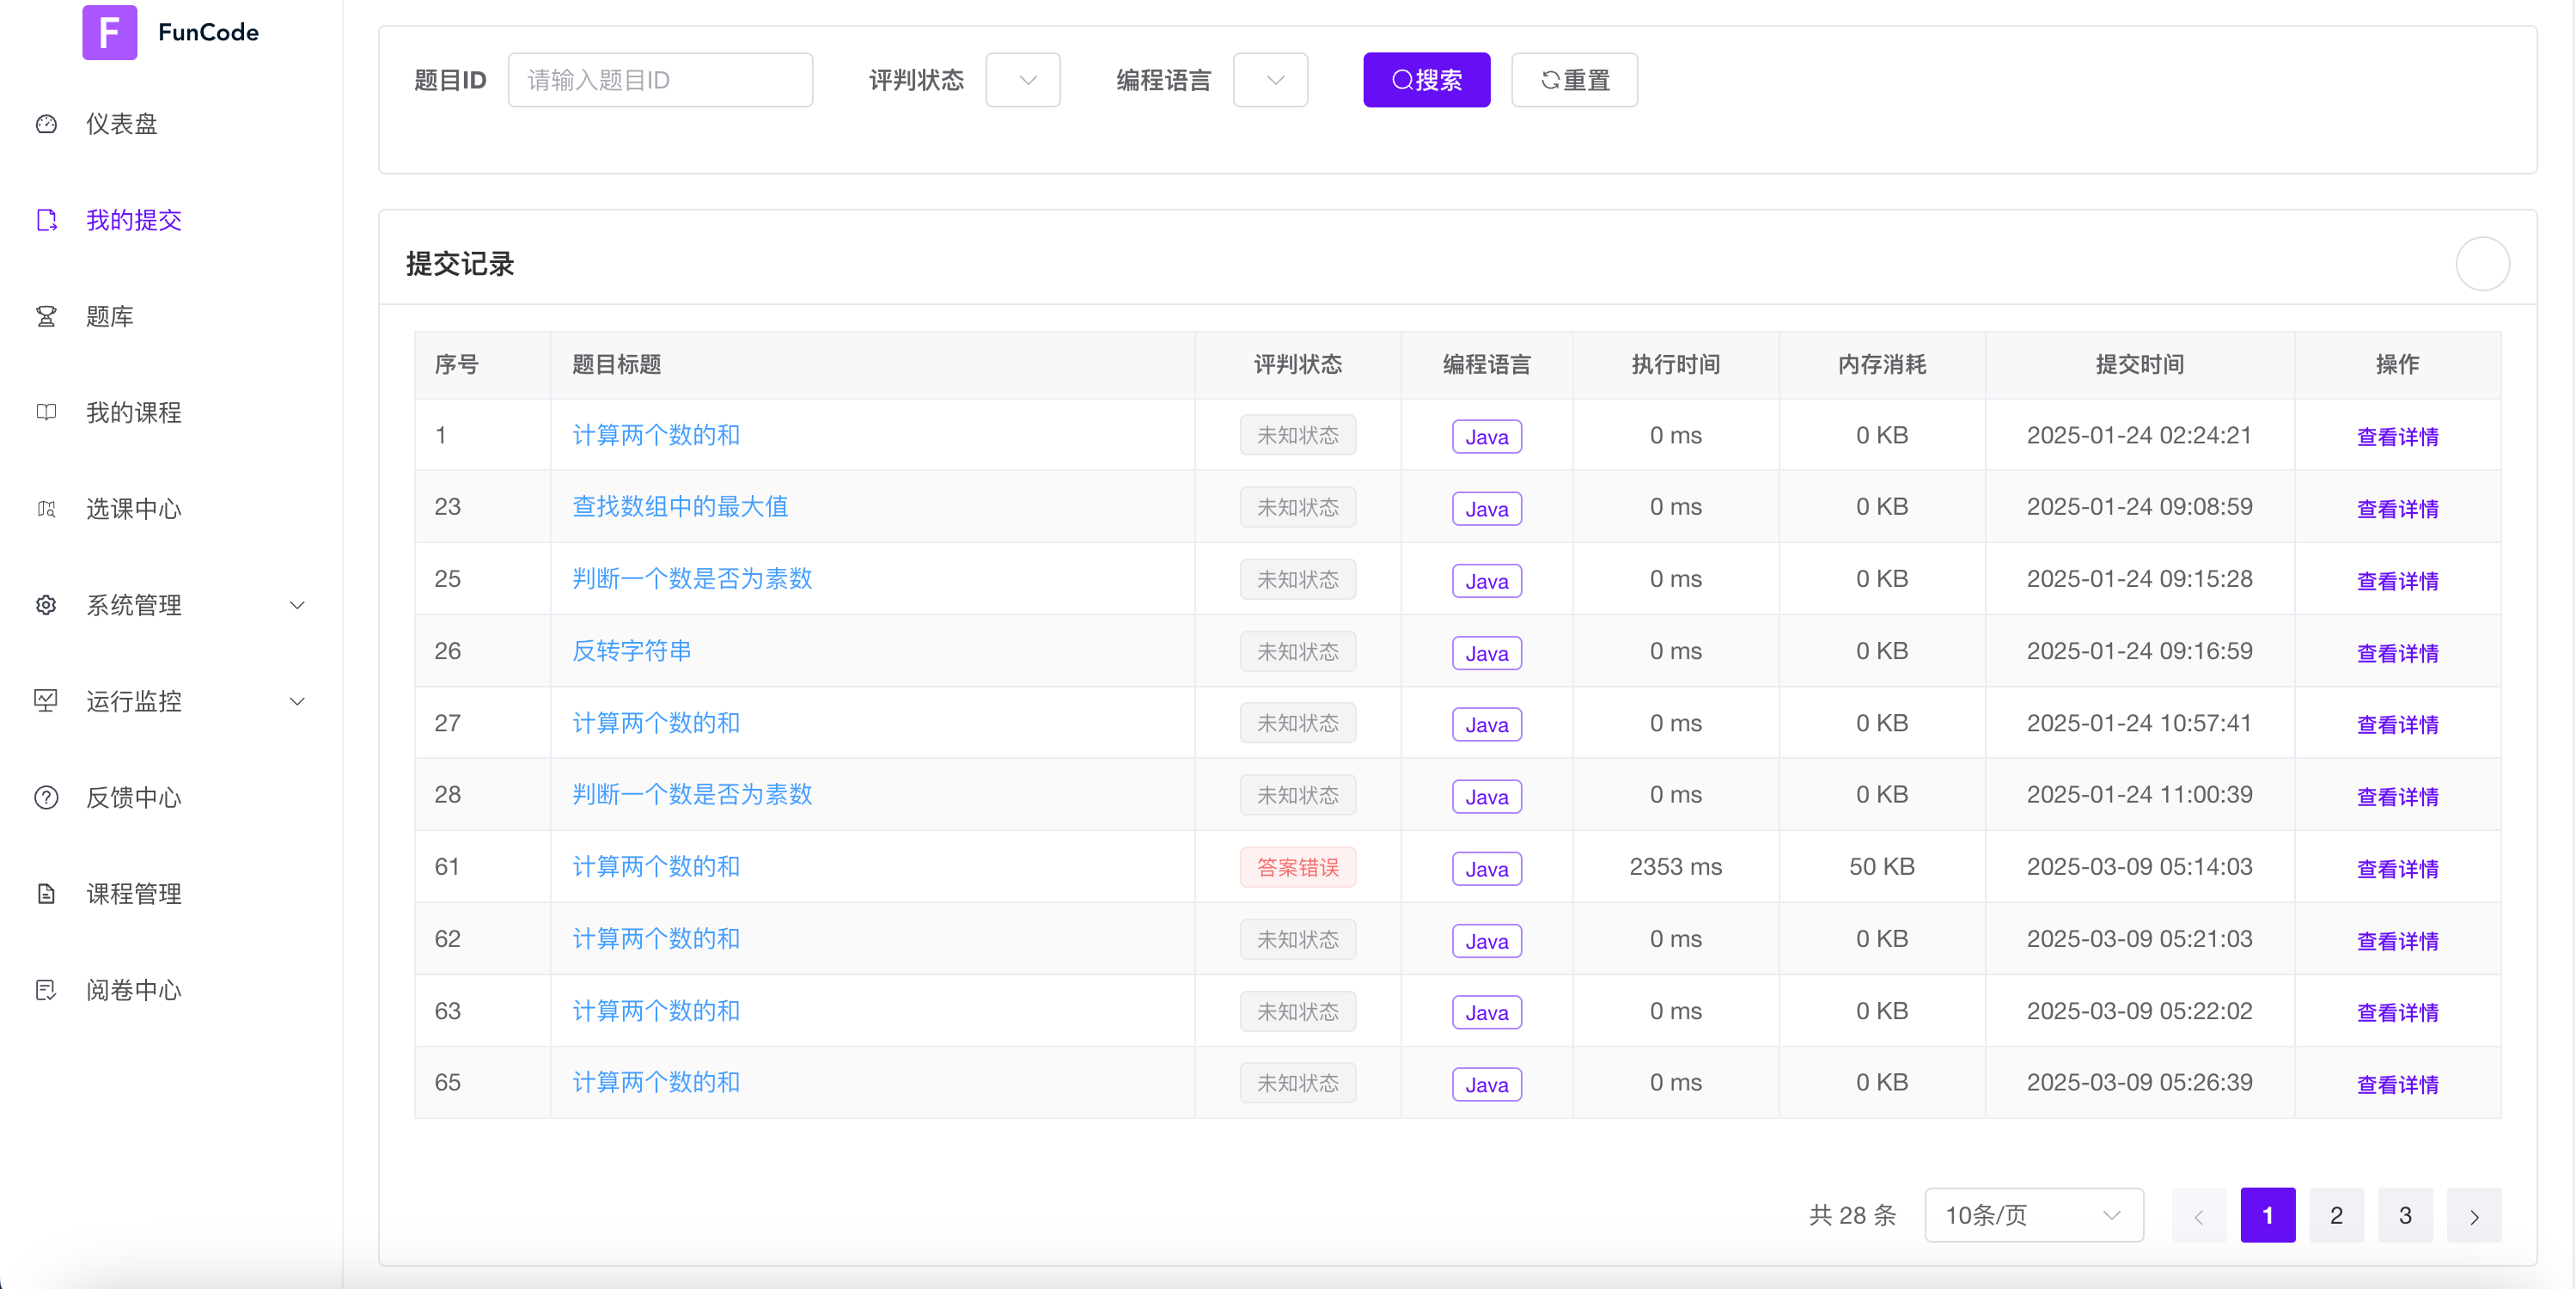 FunCode
仪表盘
我的提交
题库
我的课程
选课中心
系统管理
运行监控
反馈中心
课程管理
阅卷中心
题目ID 请输入题目ID 评判状态 编程语言 搜索 重置
提交记录
序号 题目标题 评判状态 编程语言 执行时间 内存消耗 提交时间 操作
1 计算两个数的和 未知状态 Java 0 ms 0 KB 2025-01-24 02:24:21 查看详情
23 查找数组中的最大值 未知状态 Java 0 ms 0 KB 2025-01-24 09:08:59 查看详情
25 判断一个数是否为素数 未知状态 Java 0 ms 0 KB 2025-01-24 09:15:28 查看详情
26 反转字符串 未知状态 Java 0 ms 0 KB 2025-01-24 09:16:59 查看详情
27 计算两个数的和 未知状态 Java 0 ms 0 KB 2025-01-24 10:57:41 查看详情
28 判断一个数是否为素数 未知状态 Java 0 ms 0 KB 2025-01-24 11:00:39 查看详情
61 计算两个数的和 答案错误 Java 2353 ms 50 KB 2025-03-09 05:14:03 查看详情
62 计算两个数的和 未知状态 Java 0 ms 0 KB 2025-03-09 05:21:03 查看详情
63 计算两个数的和 未知状态 Java 0 ms 0 KB 2025-03-09 05:22:02 查看详情
65 计算两个数的和 未知状态 Java 0 ms 0 KB 2025-03-09 05:26:39 查看详情
共 28 条 10条/页 1 2 3